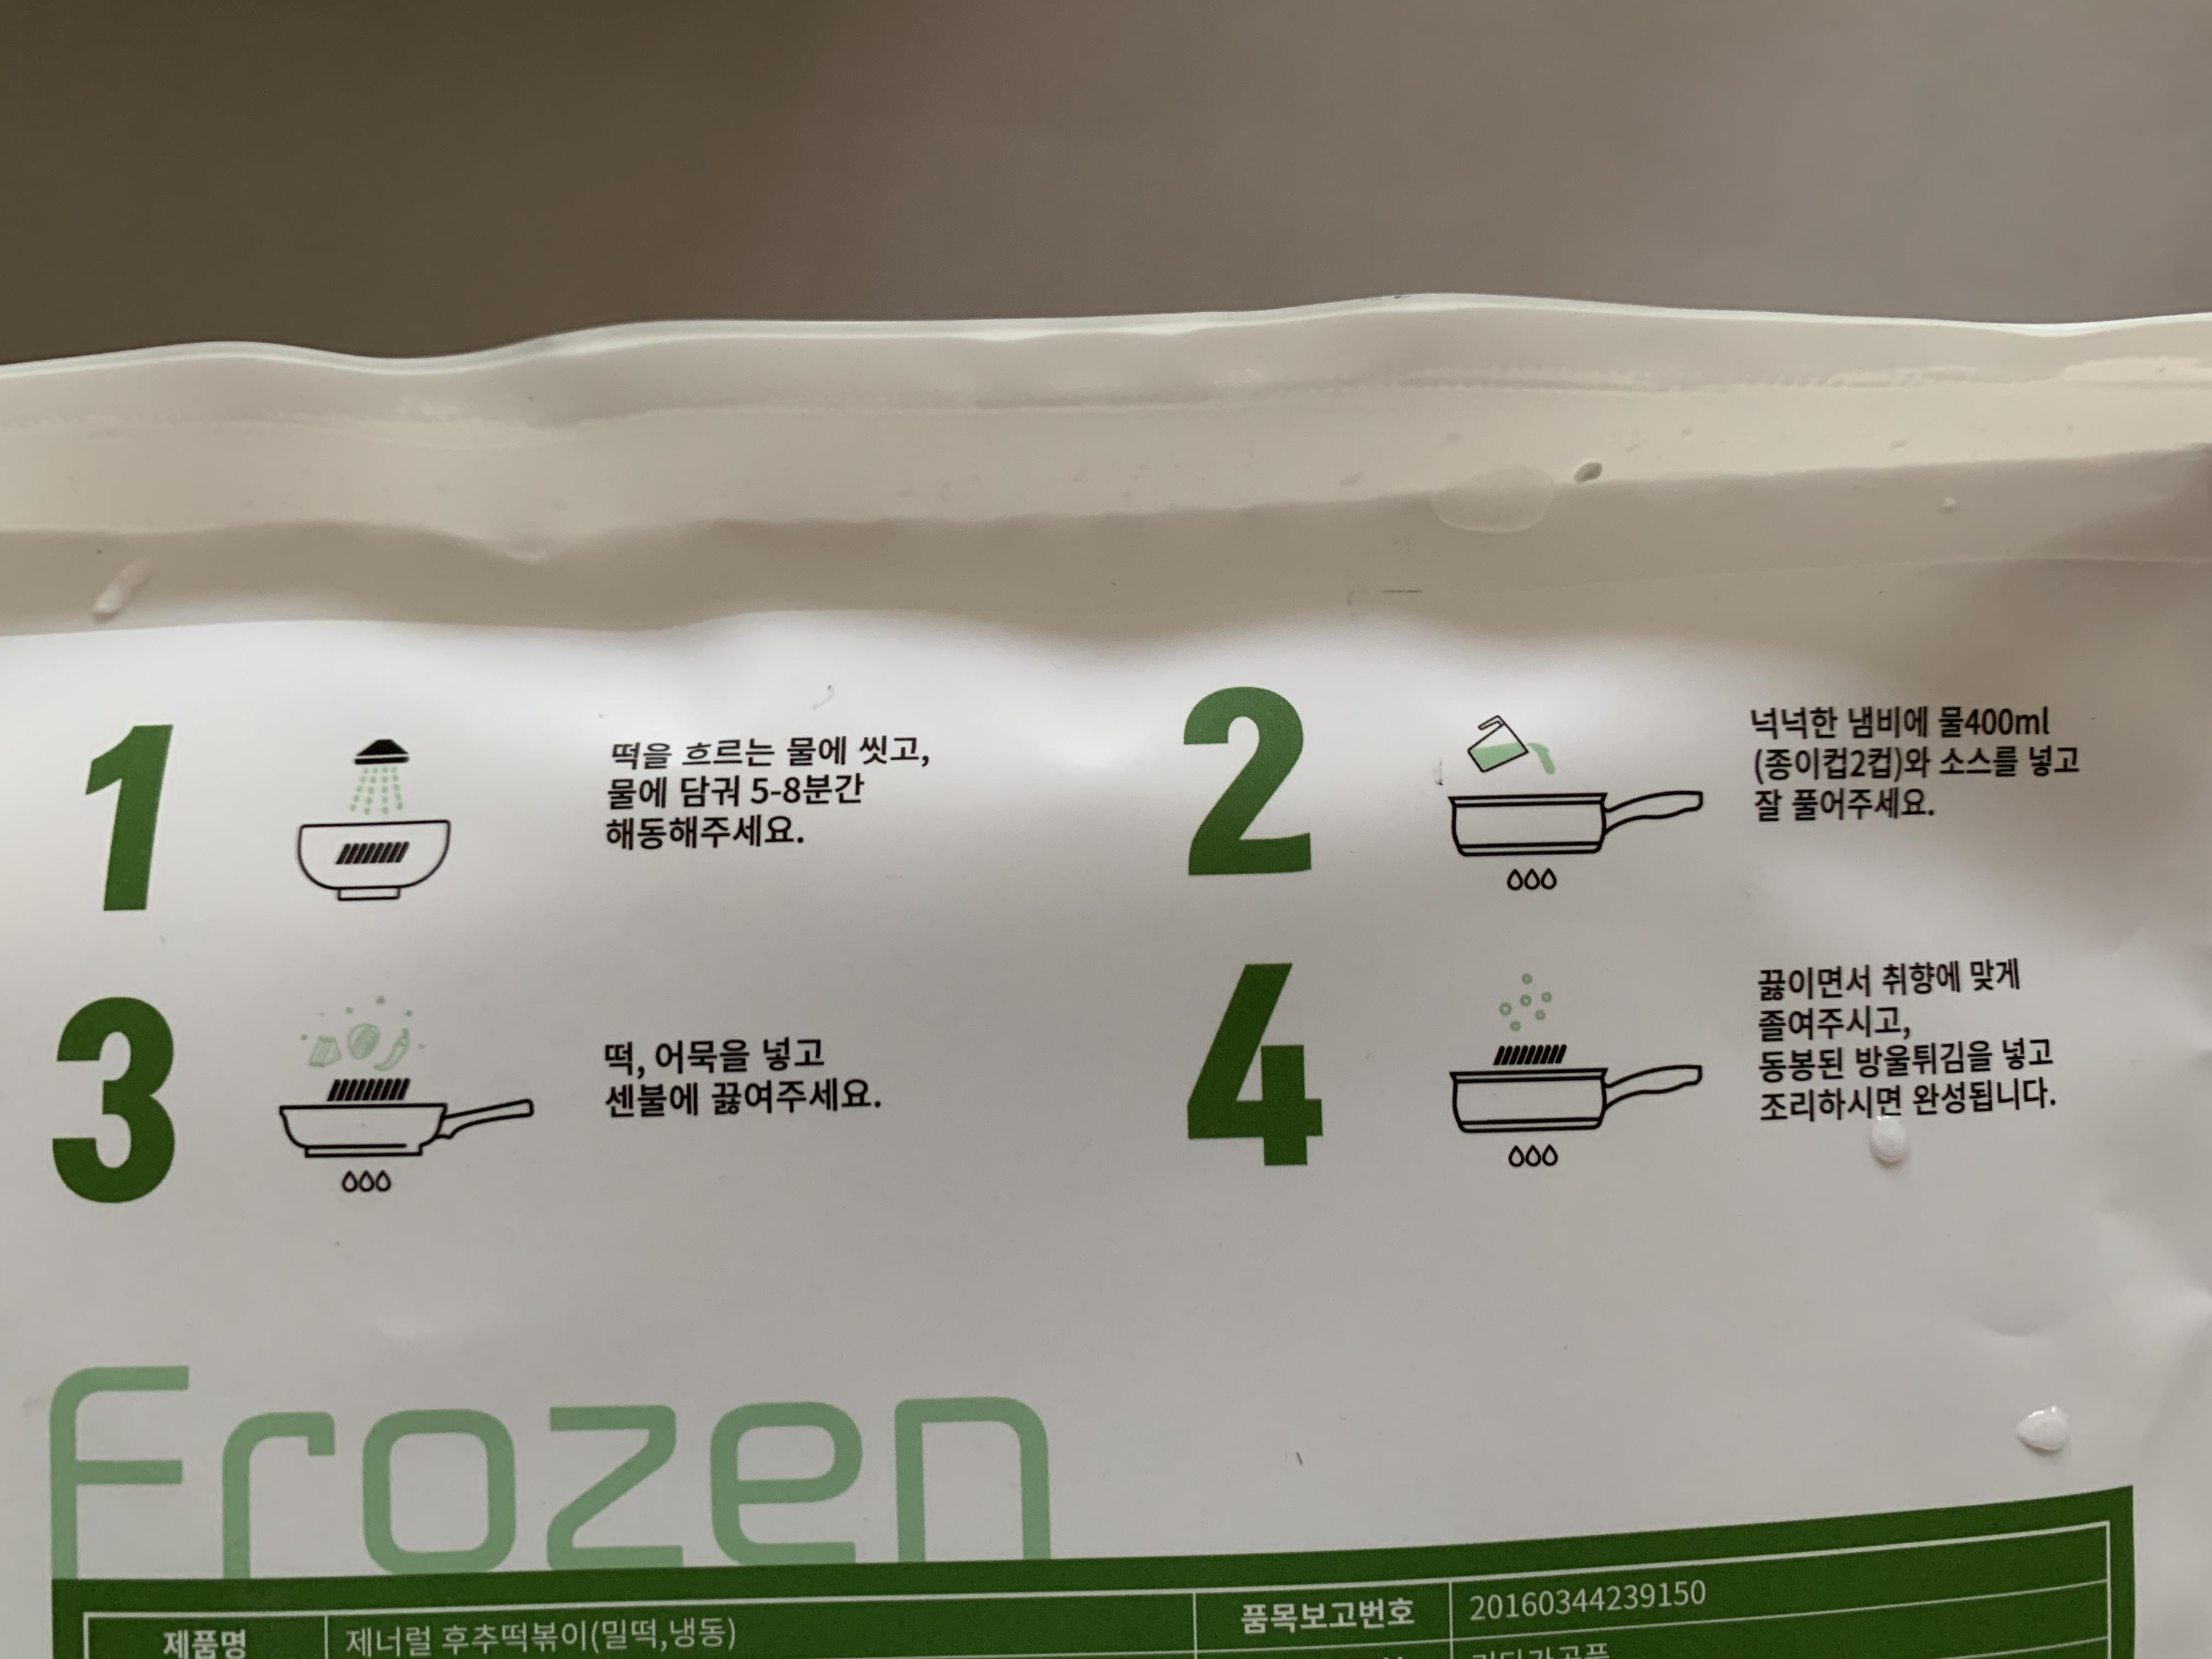 1
떡을 흐르는 물에 씻고,
물에 담궈 5-8분간
해동해주세요.
2
넉넉한 냄비에 물400ml
(종이컵2컵)와 소스를 넣고
잘 풀어주세요.
3
떡, 어묵을 넣고
센불에 끓여주세요.
4
끓이면서 취향에 맞게
졸여주시고,
동봉된 방울튀김을 넣고
조리하시면 완성됩니다.
Frozen
제품명 제너럴 후추떡볶이(밀떡,냉동) 품목보고번호 20160344239150